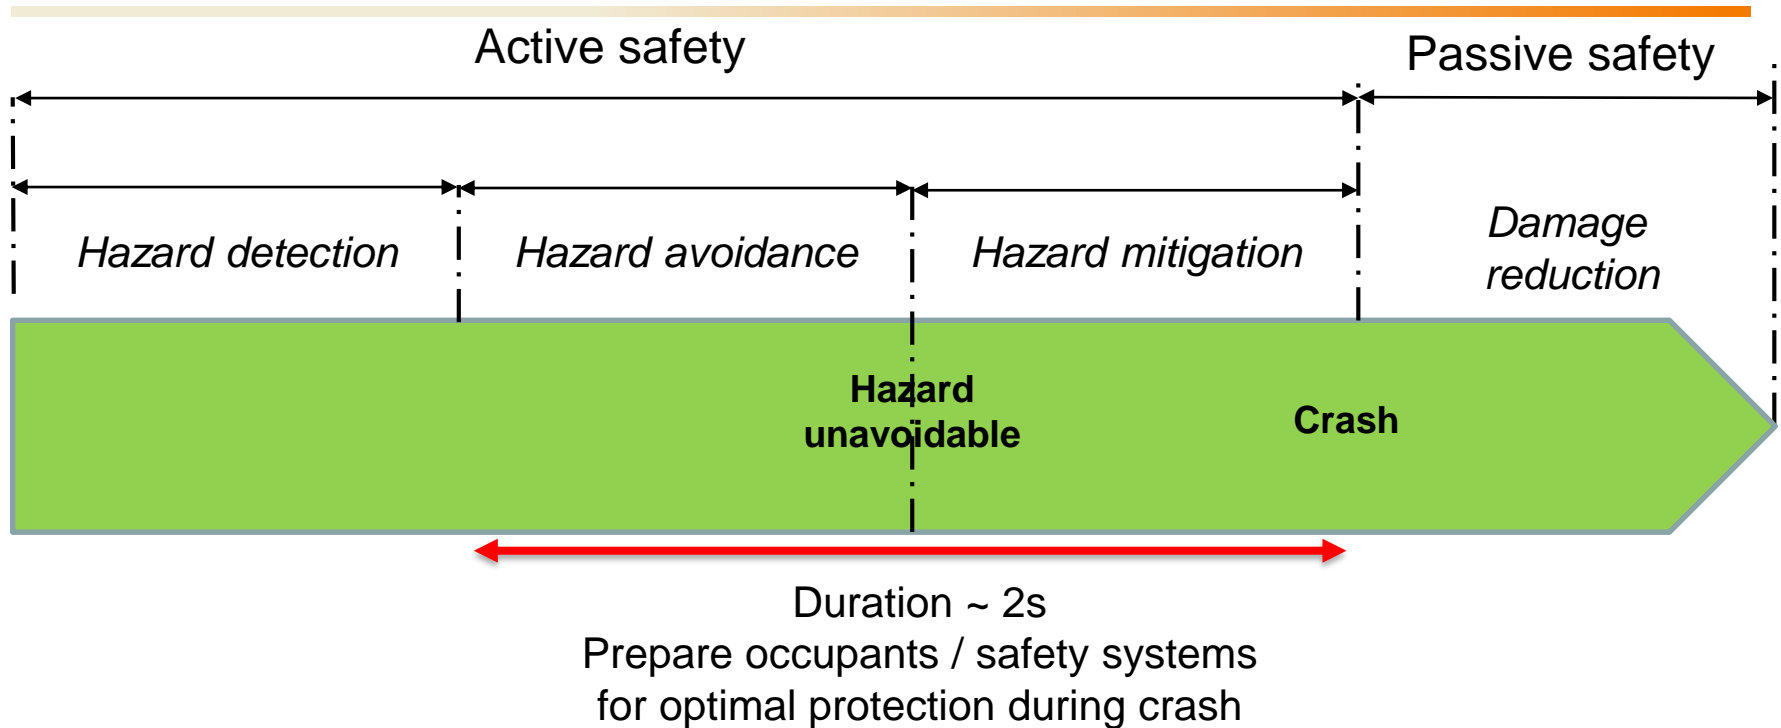 Active safety
Passive safety
Hazard detection
Hazard avoidance
Hazard mitigation
Damage
reduction
Hazard
unavoidable
Crash
Duration ~ 2s
Prepare occupants / safety systems
for optimal protection during crash